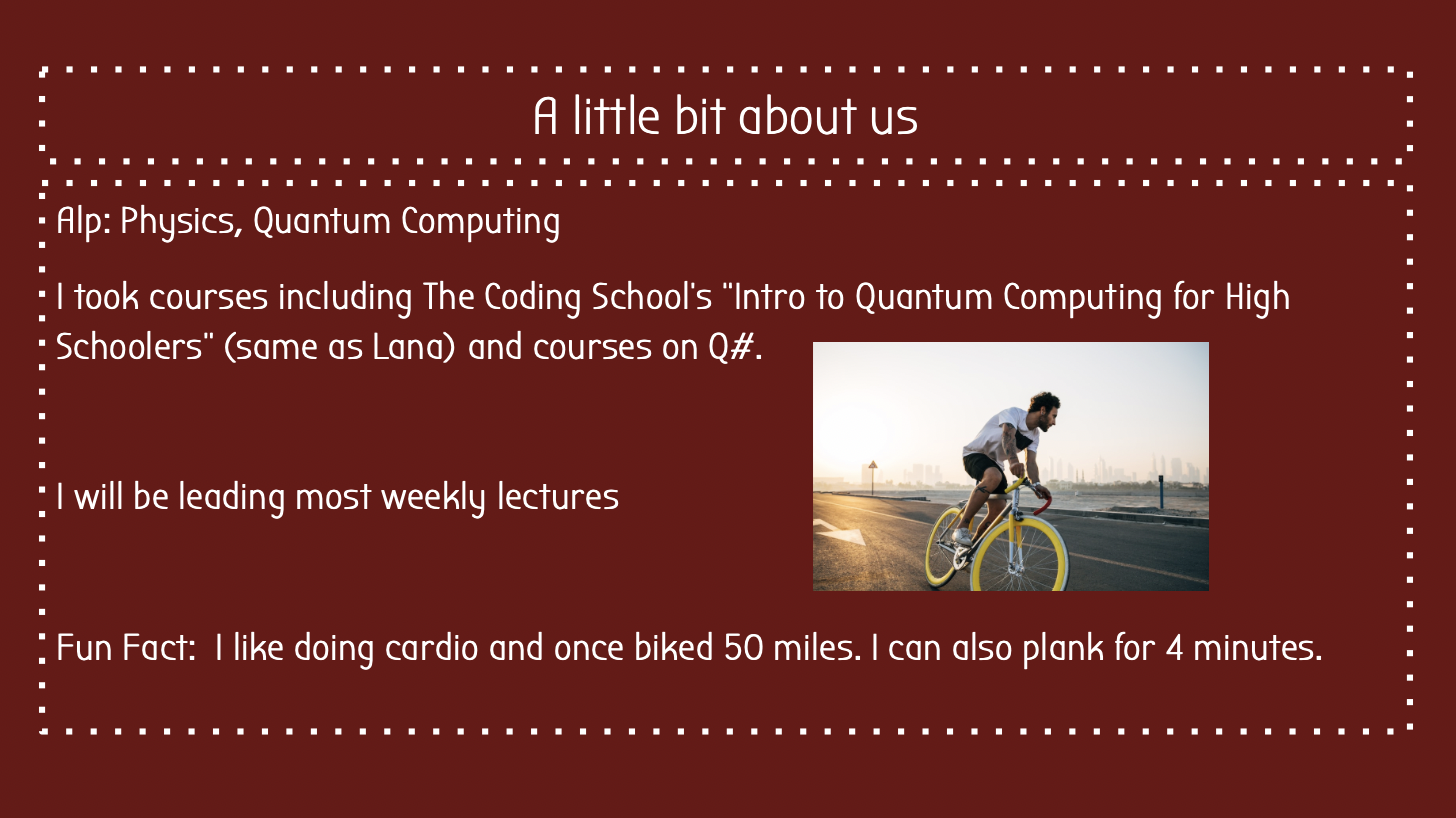 A little bit about us
Alp: Physics, Quantum Computing
I took courses including The Coding School's "Intro to Quantum Computing for High
Schoolers" (same as Lana) and courses on Q#.
I will be leading most weekly lectures
Fun Fact:  I like doing cardio and once biked 50 miles. I can also plank for 4 minutes.